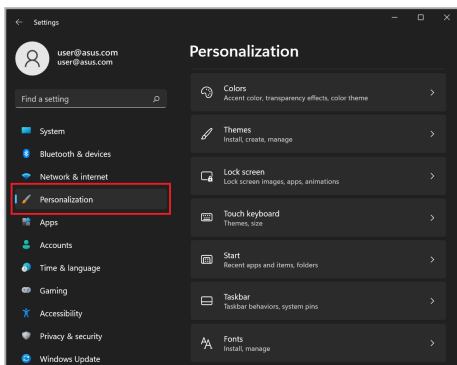 Settings
user@asus.com
user@asus.com
Find a setting
System
Bluetooth & devices
Network & internet
Personalization
Apps
Accounts
Time & language
Gaming
Accessibility
Privacy & security
Windows Update
Personalization
Colors
Accent color, transparency effects, color theme
Themes
Install, create, manage
Lock screen
Lock screen images, apps, animations
Touch keyboard
Themes, size
Start
Recent apps and items, folders
Taskbar
Taskbar behaviors, system pins
Fonts
Install, manage